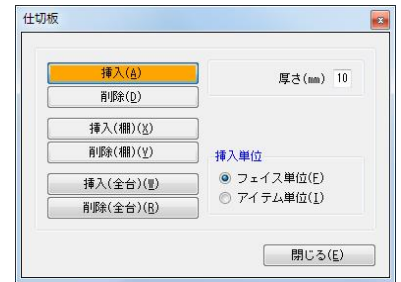 仕切板
挿入(A)
厚さ(mm) 10
削除(D)
挿入(棚)(X)
削除(棚)(Y)
挿入単位
フェイス単位(F)
挿入(全台)(W)
アイテム単位(I)
削除(全台)(R)
閉じる(E)